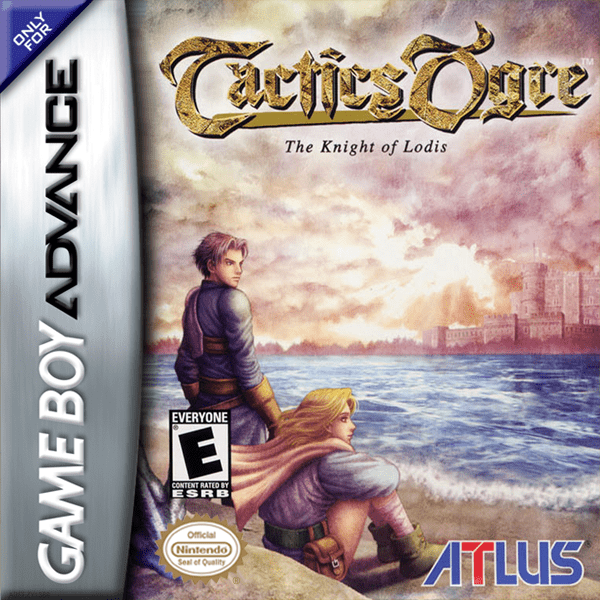 ONLY
FOR
GAME BOY ADVANCE
Tactics Ogre™
The Knight of Lodis
EVERYONE
E
®
CONTENT RATED BY
ESRB
Official
Nintendo
Seal of Quality
ATLUS